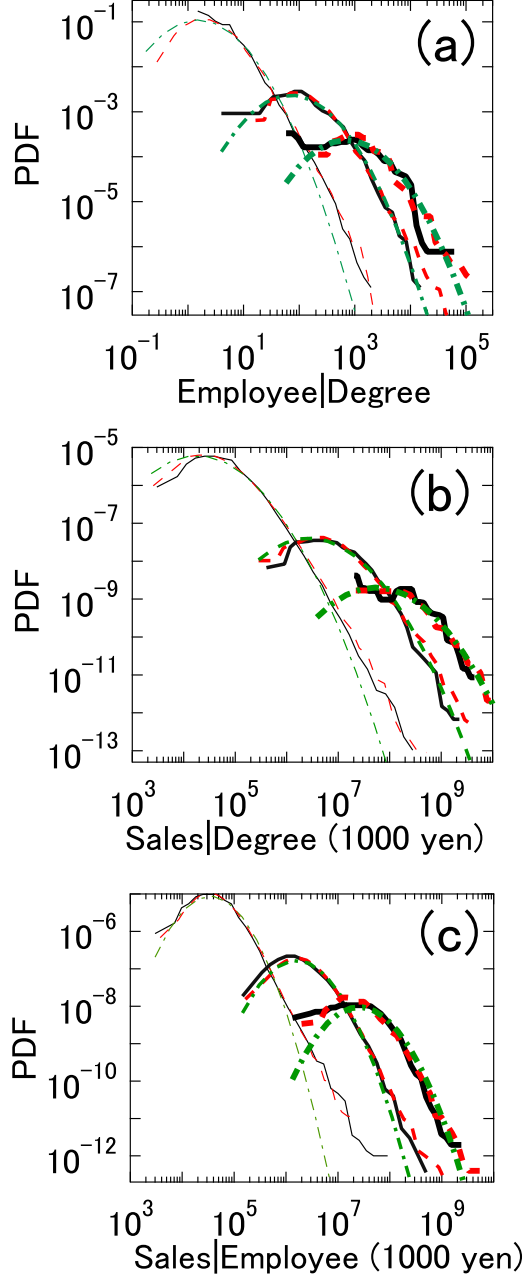 10^-1
(a)
10^-3
PDF
10^-5
10^-7
10^-1 10^1 10^3 10^5
Employee|Degree
10^-5
(b)
10^-7
PDF
10^-9
10^-11
10^-13
10^3 10^5 10^7 10^9
Sales|Degree (1000 yen)
(c)
10^-6
10^-8
PDF
10^-10
10^-12
10^3 10^5 10^7 10^9
Sales|Employee (1000 yen)